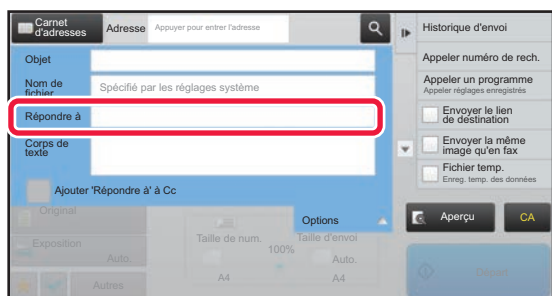 Carnet
d'adresses
Adresse
Appuyer pour entrer l'adresse
Objet
Nom de
fichier
Spécifié par les réglages système
Répondre à
Corps de
texte
Ajouter 'Répondre à' à Cc
Original
Exposition
Auto.
Autres
Taille de num.
100%
A4
Taille d'envoi
Auto.
A4
Options
Historique d'envoi
Appeler numéro de rech.
Appeler un programme
Appeler réglages enregistrés
Envoyer le lien
de destination
Envoyer la même
image qu'en fax
Fichier temp.
Enreg. temp. des données
Aperçu
CA
Départ